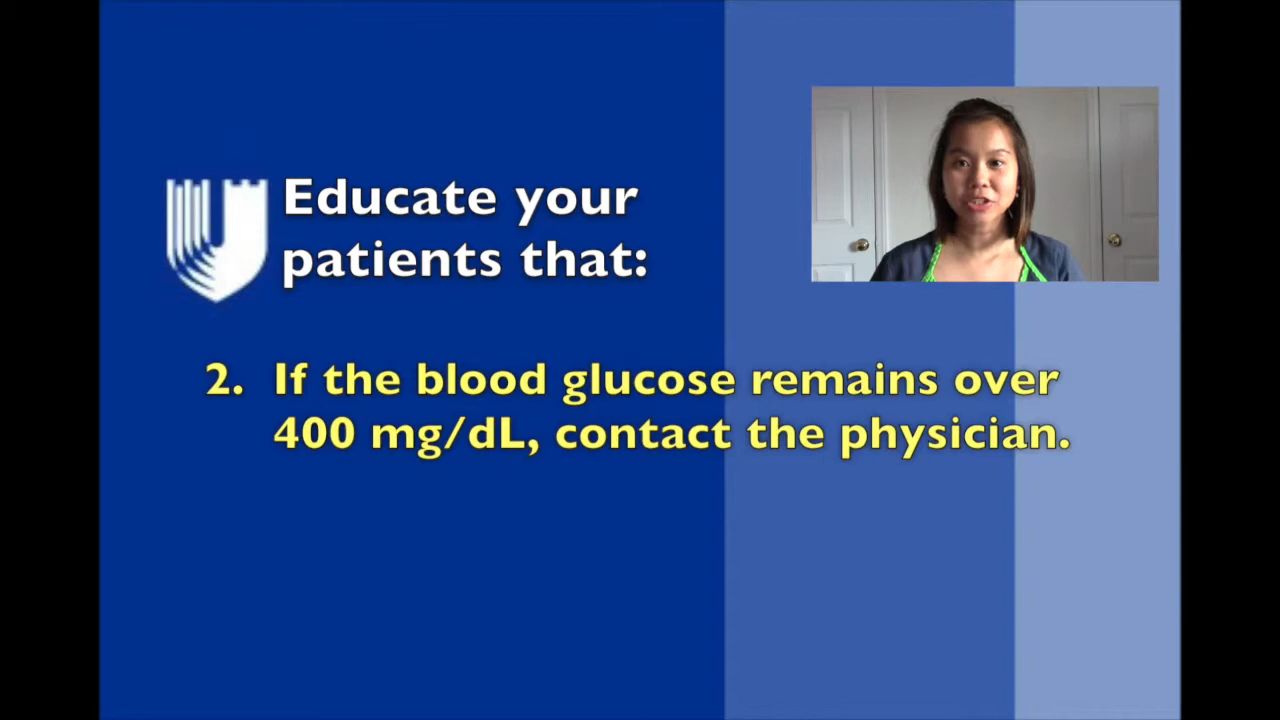 Educate your
patients that:
2. If the blood glucose remains over
400 mg/dL, contact the physician.